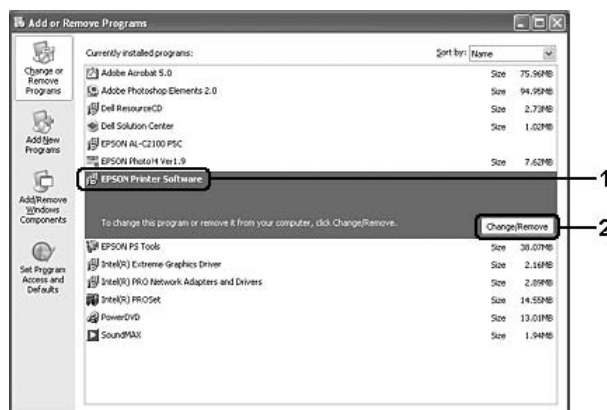 Add or Remove Programs
Change or
Remove
Programs
Currently installed programs:
Sort by: Name
Adobe Acrobat 5.0 Size 75.96MB
Adobe Photoshop Elements 2.0 Size 94.95MB
Dell ResourceCD Size 2.73MB
Dell Solution Center Size 1.02MB
Add New
Programs
EPSON AL-C2100 PSC
EPSON Photo!4 Ver1.9 Size 7.62MB
EPSON Printer Software
1
Add/Remove
Windows
Components
To change this program or remove it from your computer, click Change/Remove.
Change/Remove
2
EPSON PS Tools Size 38.07MB
Set Program
Access and
Defaults
Intel(R) Extreme Graphics Driver Size 2.16MB
Intel(R) PRO Network Adapters and Drivers Size 2.89MB
Intel(R) PROSet Size 14.55MB
PowerDVD Size 13.01MB
SoundMAX Size 1.94MB